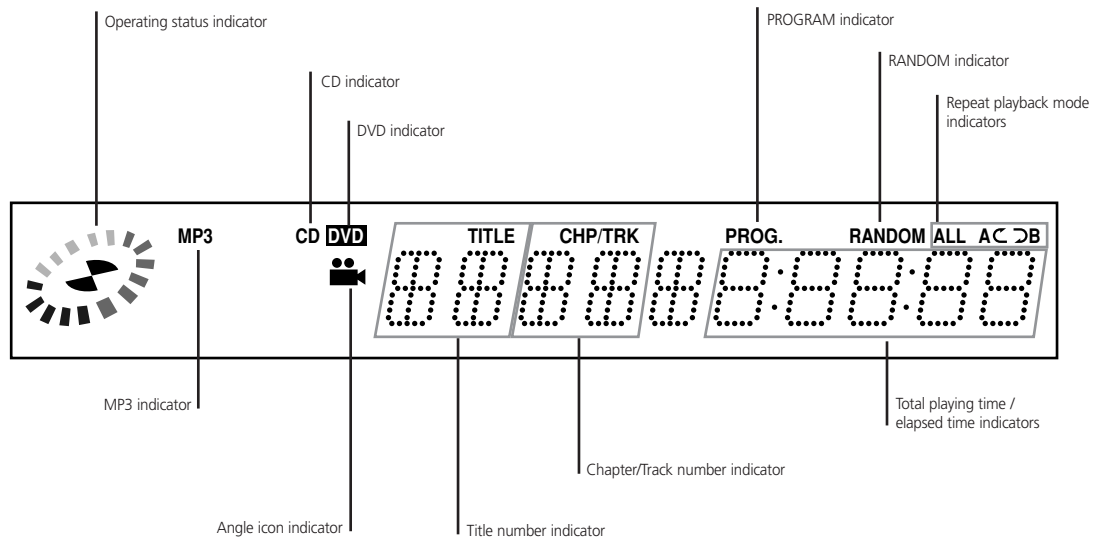 Operating status indicator
PROGRAM indicator
RANDOM indicator
CD indicator
Repeat playback mode
indicators
DVD indicator
MP3 CD DVD TITLE CHP/TRK PROG. RANDOM ALL A B
MP3 indicator
Total playing time /
elapsed time indicators
Chapter/Track number indicator
Angle icon indicator
Title number indicator